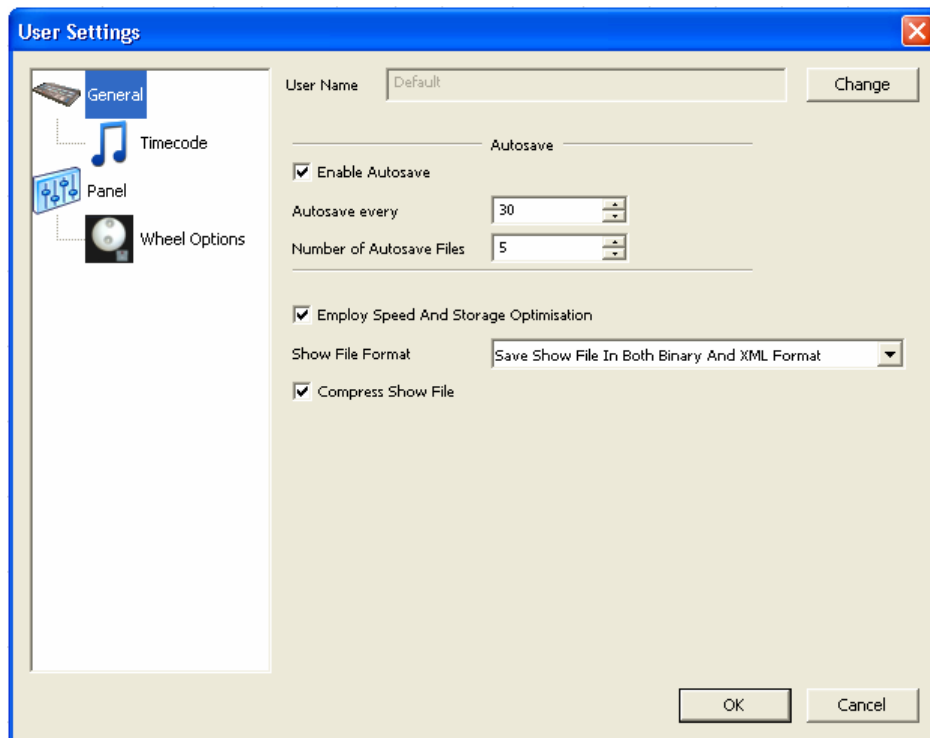 User Settings
General
Timecode
Panel
Wheel Options
User Name Default Change
Autosave
Enable Autosave
Autosave every 30
Number of Autosave Files 5
Employ Speed And Storage Optimisation
Show File Format Save Show File In Both Binary And XML Format
Compress Show File
OK Cancel